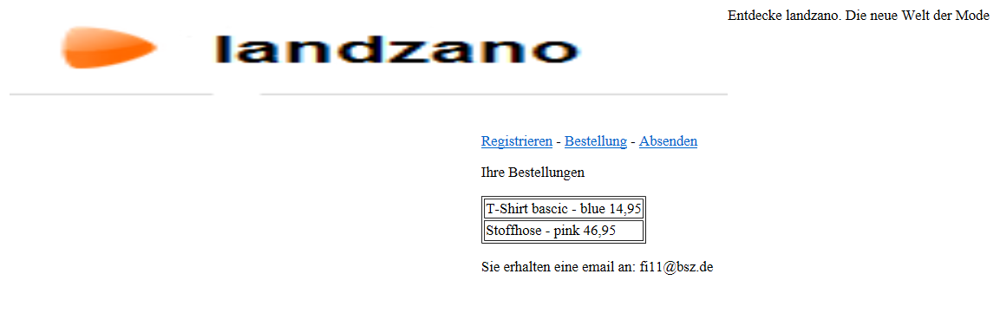 Entdecke landzano. Die neue Welt der Mode
landzano
Registrieren - Bestellung - Absenden
Ihre Bestellungen
T-Shirt bascic - blue 14,95
Stoffhose - pink 46,95
Sie erhalten eine email an: fi11@bsz.de